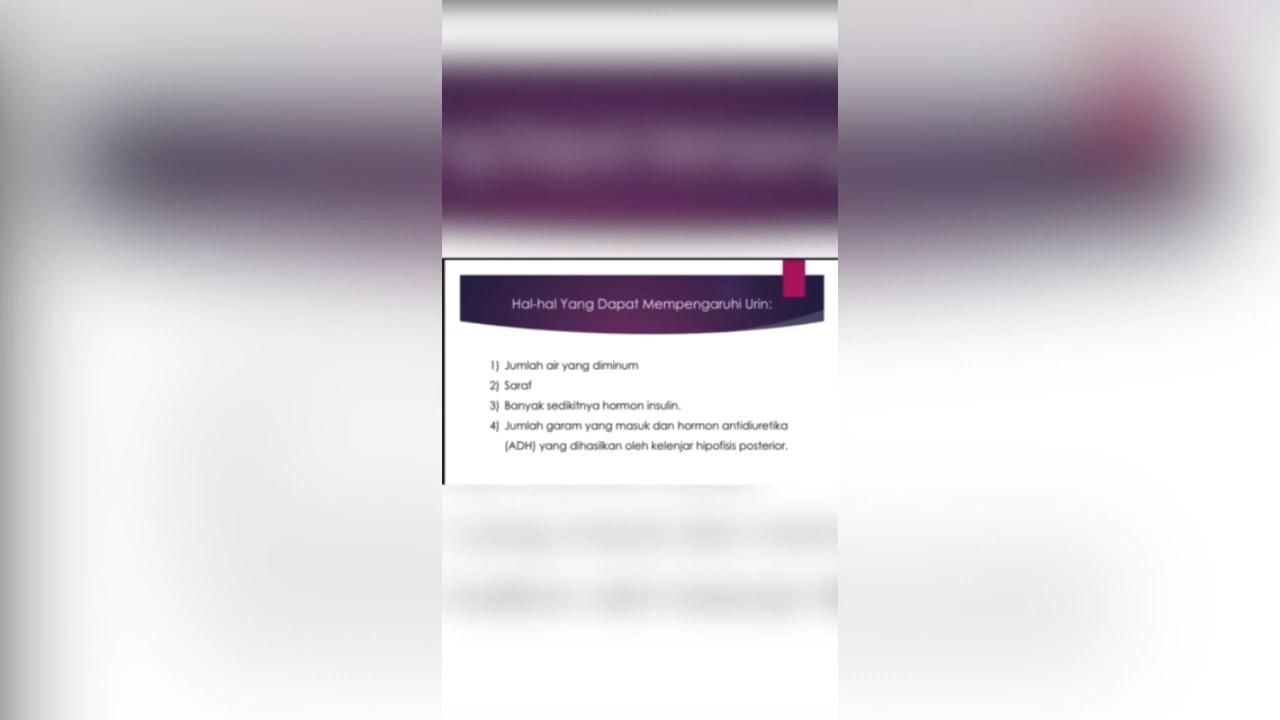 Hal-hal Yang Dapat Mempengaruhi Urin:
1) Jumlah air yang diminum
2) Saraf
3) Banyak sedikitnya hormon insulin.
4) Jumlah garam yang masuk dan hormon antidiuretika
(ADH) yang dihasilkan oleh kelenjar hipofisis posterior.